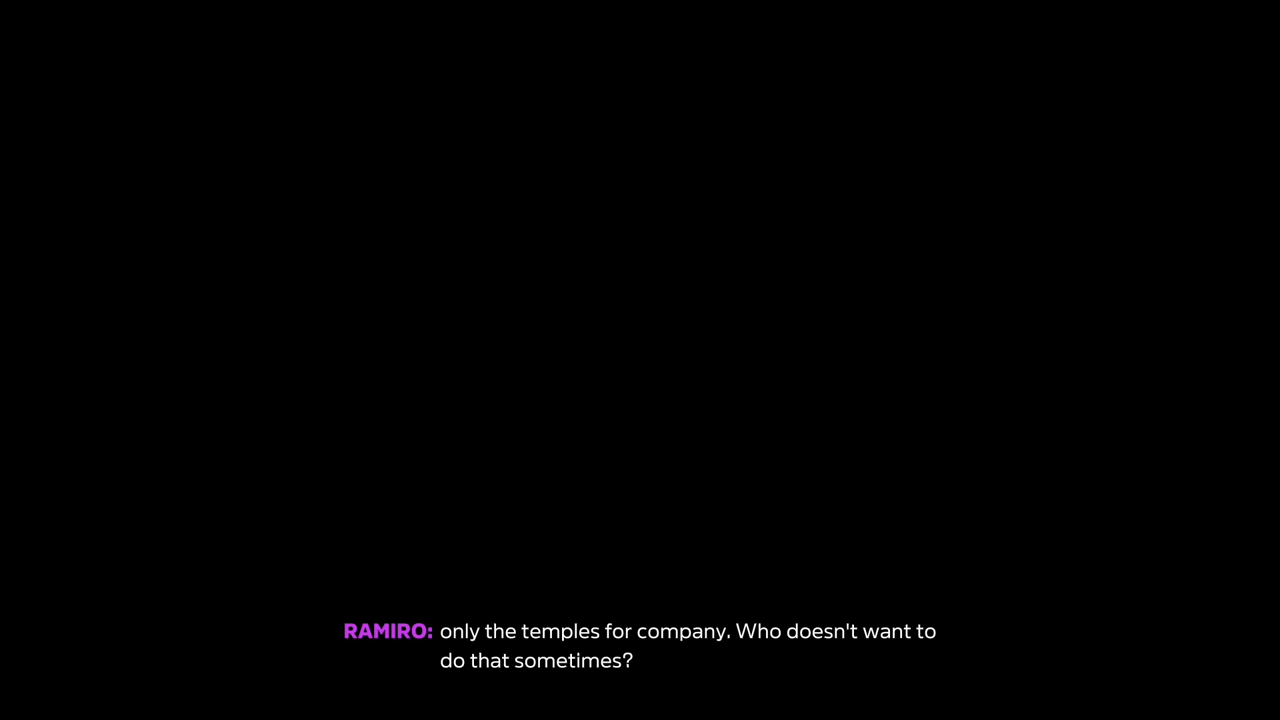 RAMIRO: only the temples for company. Who doesn't want to
do that sometimes?